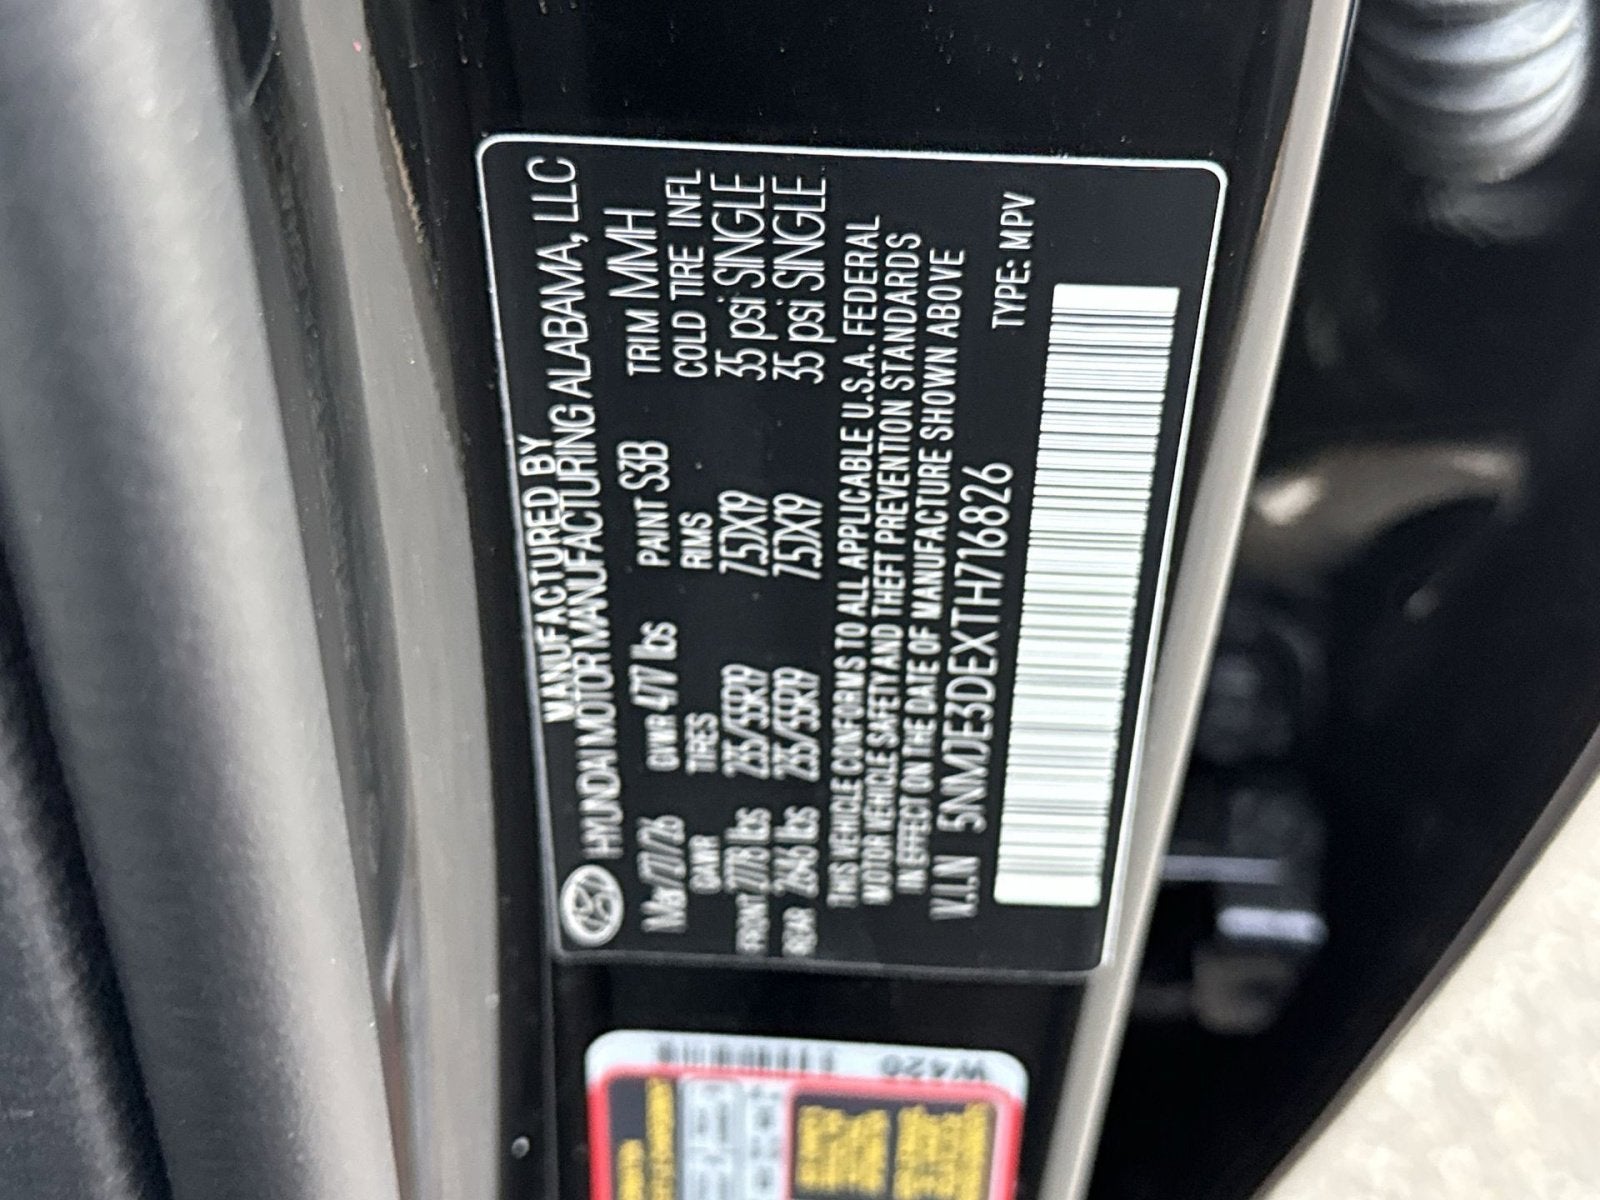 MANUFACTURED BY
HYUNDAI MOTOR MANUFACTURING ALABAMA, LLC
Mar/27/26 GVWR 4717 lbs PAINT S3B TRIM MMH
GAWR TIRES RIMS COLD TIRE INFL
FRONT 2778 lbs 235/55R19 7.5JX19 35 psi SINGLE
REAR 2646 lbs 235/55R19 7.5JX19 35 psi SINGLE
THIS VEHICLE CONFORMS TO ALL APPLICABLE U.S.A. FEDERAL
MOTOR VEHICLE SAFETY AND THEFT PREVENTION STANDARDS
IN EFFECT ON THE DATE OF MANUFACTURE SHOWN ABOVE
V.I.N 5NMDE3DEXTH716826 TYPE: MPV
W420